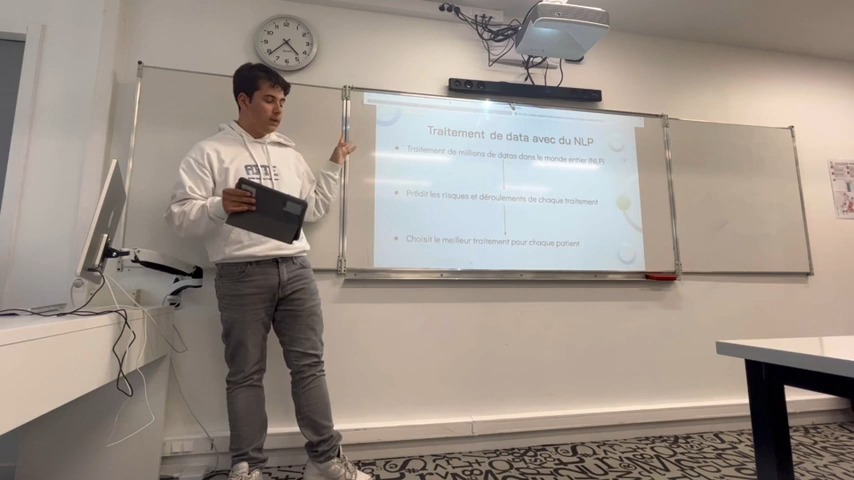 Traitement de data avec du NLP
Traitement de millions de datas dans le monde entier (NLP)
Prédit les risques et déroulements de chaque traitement
Choisit le meilleur traitement pour chaque patient